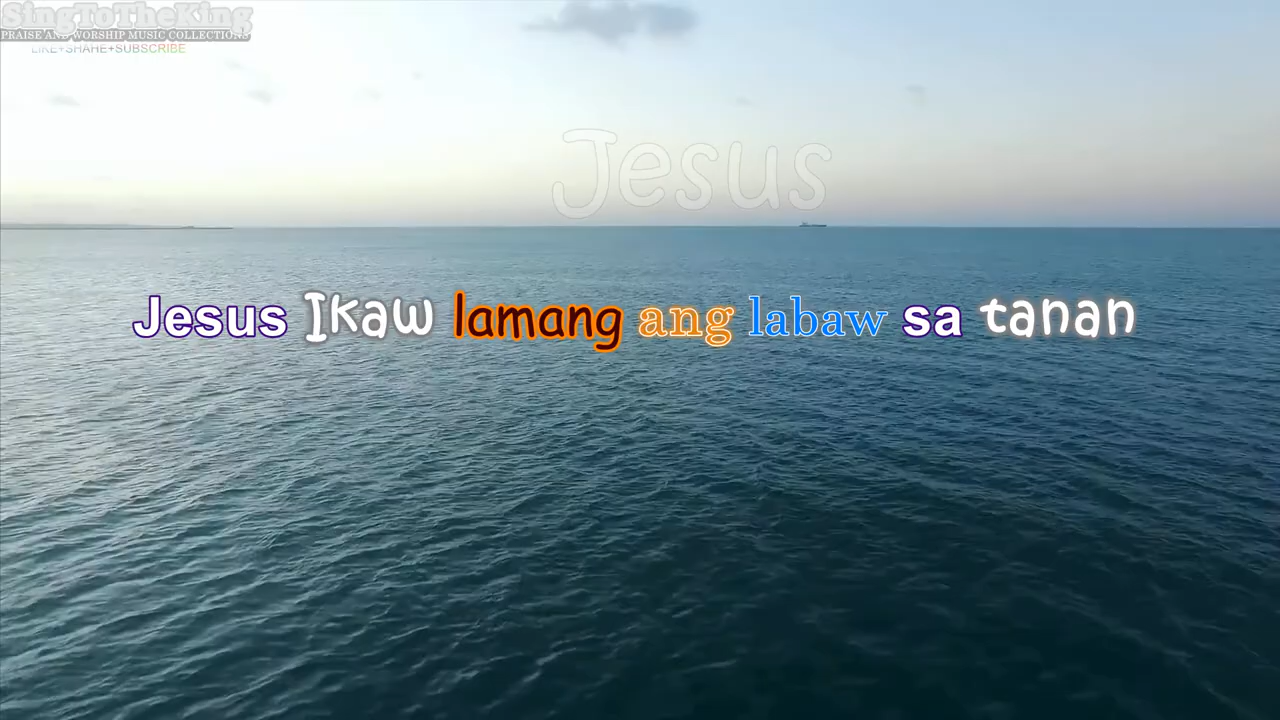 SingToTheKing
PRAISE AND WORSHIP MUSIC COLLECTIONS
LIKE+SHARE+SUBSCRIBE
Jesus
Jesus Ikaw lamang ang labaw sa tanan